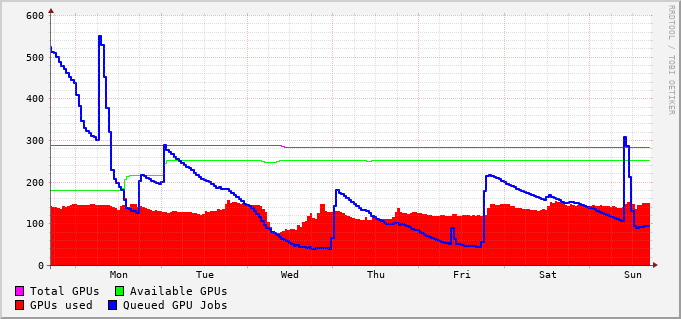 600
500
400
300
200
100
0
Mon Tue Wed Thu Fri Sat Sun
Total GPUs Available GPUs
GPUs used Queued GPU Jobs
RRDTOOL / TOBI OETIKER